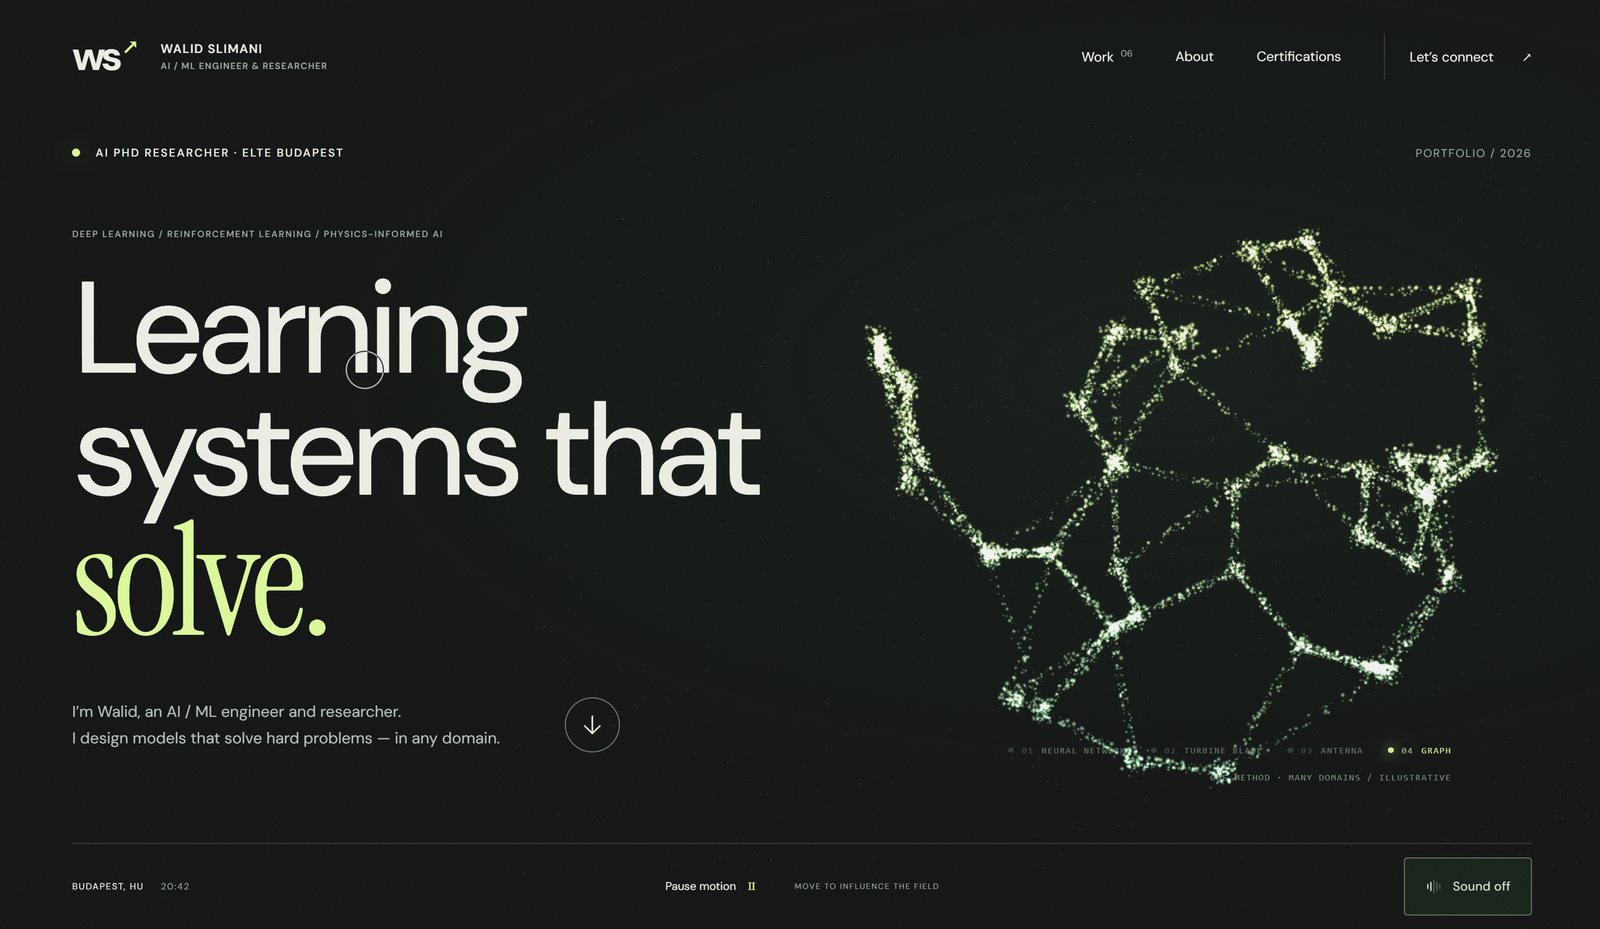 WS
WALID SLIMANI
AI / ML ENGINEER & RESEARCHER
Work 06
About
Certifications
Let's connect ↗
AI PHD RESEARCHER · ELTE BUDAPEST
PORTFOLIO / 2026
DEEP LEARNING / REINFORCEMENT LEARNING / PHYSICS-INFORMED AI
Learning
systems that
solve.
I'm Walid, an AI / ML engineer and researcher.
I design models that solve hard problems — in any domain.
01 NEURAL NETWORK 02 TURBINE BLADE 03 ANTENNA 04 GRAPH
METHOD · MANY DOMAINS / ILLUSTRATIVE
BUDAPEST, HU 20:42
Pause motion
MOVE TO INFLUENCE THE FIELD
Sound off